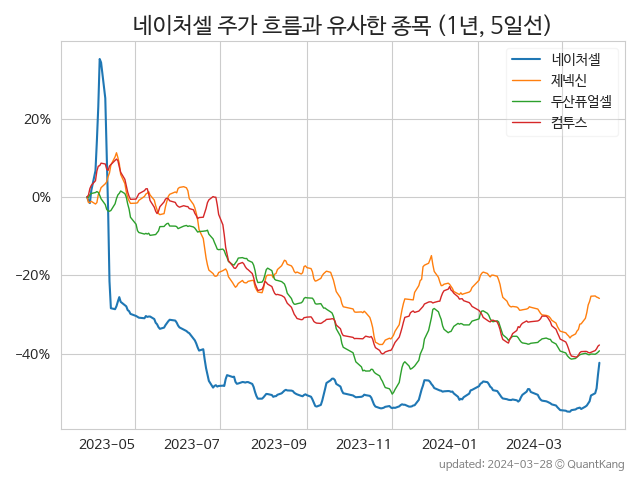 네이처셀 주가 흐름과 유사한 종목 (1년, 5일선)
네이처셀
제넥신
두산퓨얼셀
컴투스
20%
0%
−20%
−40%
2023-05 2023-07 2023-09 2023-11 2024-01 2024-03
updated: 2024-03-28 © QuantKang